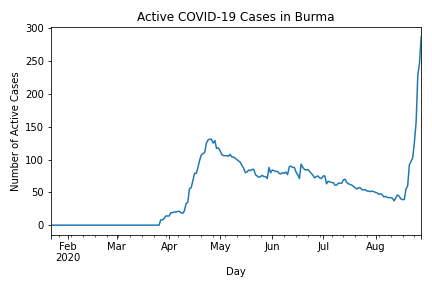 Active COVID-19 Cases in Burma
Number of Active Cases
300
250
200
150
100
50
0
Feb Mar Apr May Jun Jul Aug
2020
Day